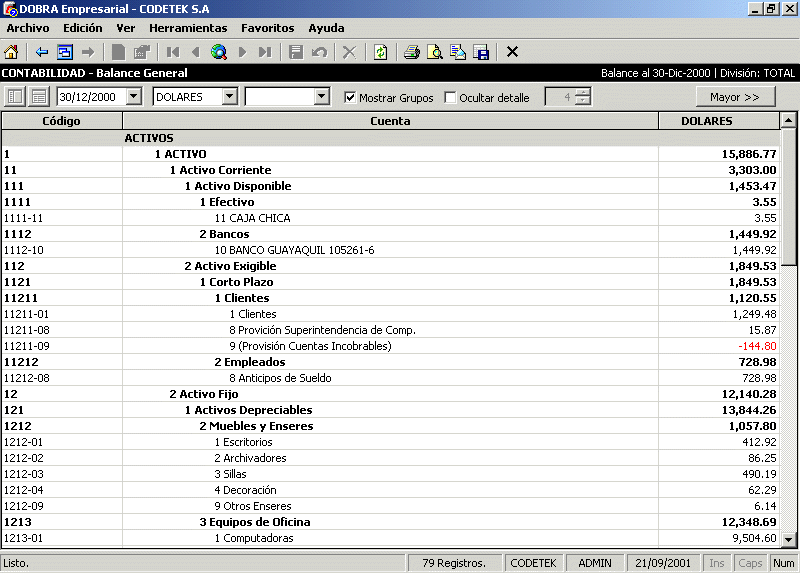 DOBRA Empresarial - CODETEK S.A
Archivo Edición Ver Herramientas Favoritos Ayuda
CONTABILIDAD - Balance General Balance al 30-Dic-2000 | División: TOTAL
30/12/2000 DOLARES Mostrar Grupos Ocultar detalle 4 Mayor >>
Código Cuenta DOLARES
ACTIVOS
1 1 ACTIVO 15,886.77
11 1 Activo Corriente 3,303.00
111 1 Activo Disponible 1,453.47
1111 1 Efectivo 3.55
1111-11 11 CAJA CHICA 3.55
1112 2 Bancos 1,449.92
1112-10 10 BANCO GUAYAQUIL 105261-6 1,449.92
112 2 Activo Exigible 1,849.53
1121 1 Corto Plazo 1,849.53
11211 1 Clientes 1,120.55
11211-01 1 Clientes 1,249.48
11211-08 8 Provición Superintendencia de Comp. 15.87
11211-09 9 (Provisión Cuentas Incobrables) -144.80
11212 2 Empleados 728.98
11212-08 8 Anticipos de Sueldo 728.98
12 2 Activo Fijo 12,140.28
121 1 Activos Depreciables 13,844.26
1212 2 Muebles y Enseres 1,057.80
1212-01 1 Escritorios 412.92
1212-02 2 Archivadores 86.25
1212-03 3 Sillas 490.19
1212-04 4 Decoración 62.29
1212-09 9 Otros Enseres 6.14
1213 3 Equipos de Oficina 12,348.69
1213-01 1 Computadoras 9,504.60
Listo. 79 Registros. CODETEK ADMIN 21/09/2001 Ins Caps Num